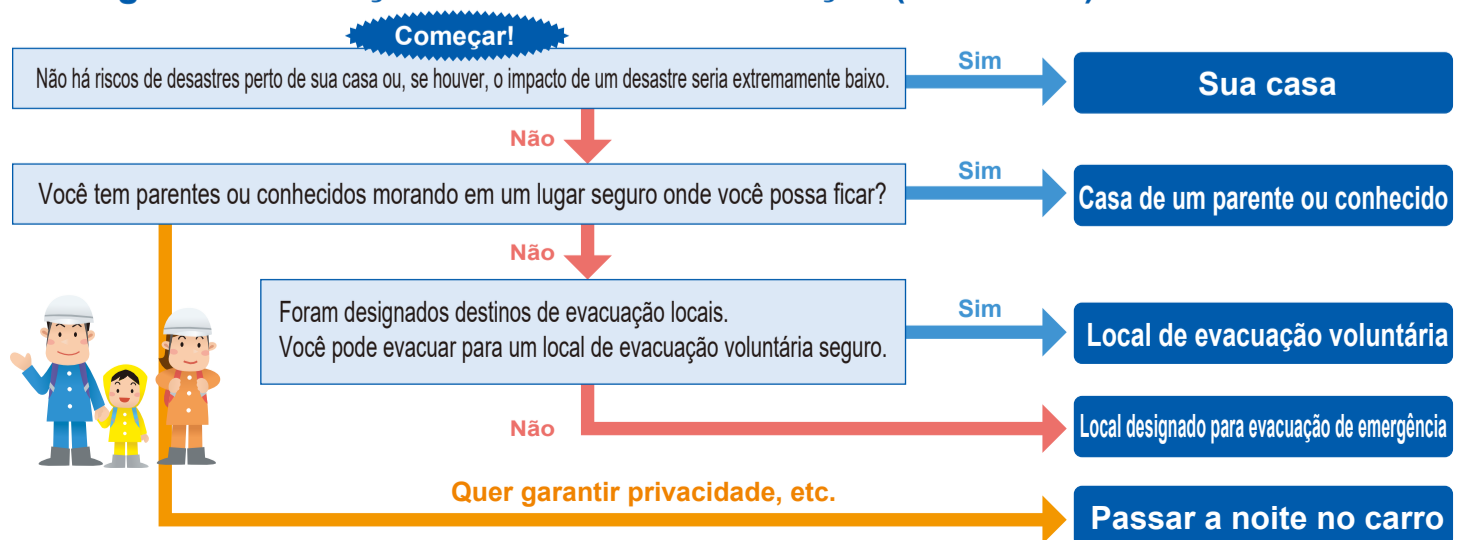 Começar!
Não há riscos de desastres perto de sua casa ou, se houver, o impacto de um desastre seria extremamente baixo.
Sim
Sua casa
Não
Você tem parentes ou conhecidos morando em um lugar seguro onde você possa ficar?
Sim
Casa de um parente ou conhecido
Não
Foram designados destinos de evacuação locais.
Você pode evacuar para um local de evacuação voluntária seguro.
Sim
Local de evacuação voluntária
Não
Local designado para evacuação de emergência
Quer garantir privacidade, etc.
Passar a noite no carro